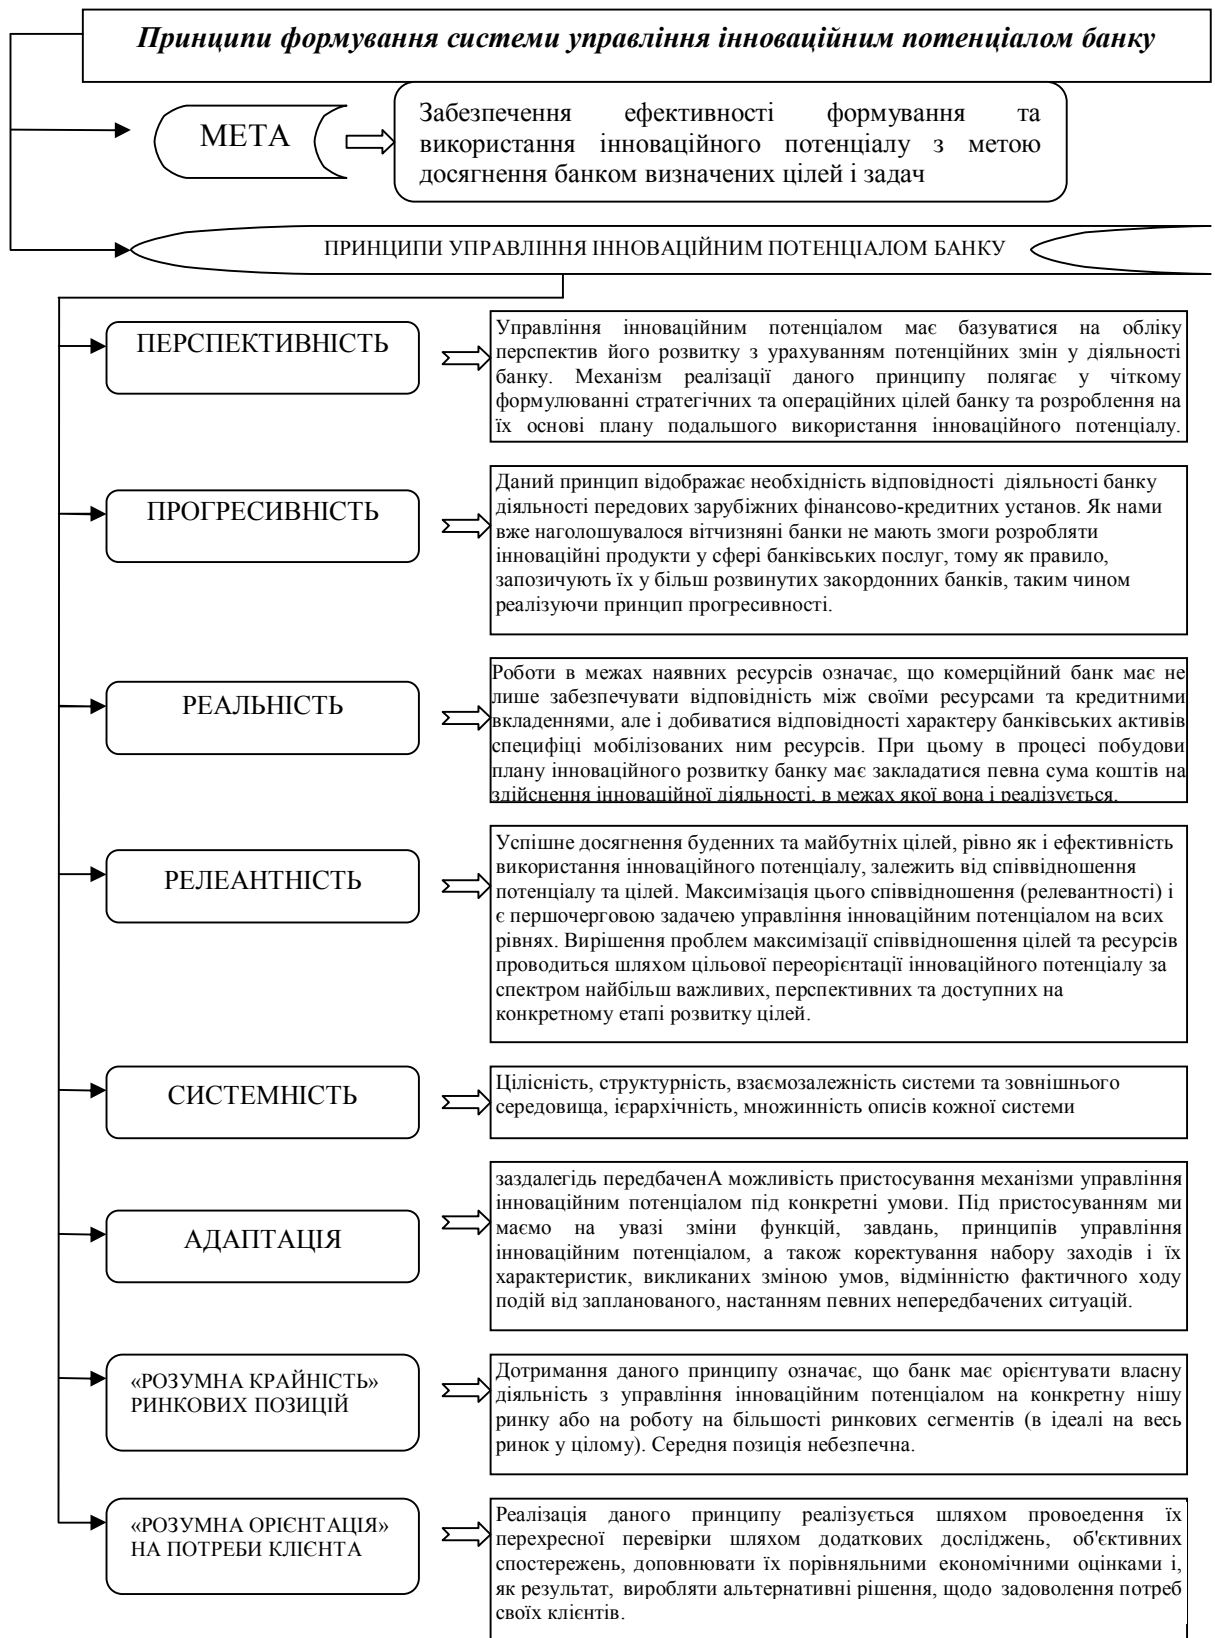 Принципи формування системи управління інноваційним потенціалом банку
МЕТА
Забезпечення ефективності формування та
використання інноваційного потенціалу з метою
досягнення банком визначених цілей і задач
ПРИНЦИПИ УПРАВЛІННЯ ІННОВАЦІЙНИМ ПОТЕНЦІАЛОМ БАНКУ
ПЕРСПЕКТИВНІСТЬ
Управління інноваційним потенціалом має базуватися на обліку
перспектив його розвитку з урахуванням потенційних змін у діяльності
банку. Механізм реалізації даного принципу полягає у чіткому
формулюванні стратегічних та операційних цілей банку та розроблення на
їх основі плану подальшого використання інноваційного потенціалу.
ПРОГРЕСИВНІСТЬ
Даний принцип відображає необхідність відповідності діяльності банку
діяльності передових зарубіжних фінансово-кредитних установ. Як нами
вже наголошувалося вітчизняні банки не мають змоги розробляти
інноваційні продукти у сфері банківських послуг, тому як правило,
запозичують їх у більш розвинутих закордонних банків, таким чином
реалізуючи принцип прогресивності.
РЕАЛЬНІСТЬ
Роботи в межах наявних ресурсів означає, що комерційний банк має не
лише забезпечувати відповідність між своїми ресурсами та кредитними
вкладеннями, але і добиватися відповідності характеру банківських активів
специфіці мобілізованих ним ресурсів. При цьому в процесі побудови
плану інноваційного розвитку банку має закладатися певна сума коштів на
здійснення інноваційної діяльності, в межах якої вона і реалізується.
РЕЛЕАНТНІСТЬ
Успішне досягнення буденних та майбутніх цілей, рівно як і ефективність
використання інноваційного потенціалу, залежить від співвідношення
потенціалу та цілей. Максимізація цього співвідношення (релевантності) і
є першочерговою задачею управління інноваційним потенціалом на всих
рівнях. Вирішення проблем максимізації співвідношення цілей та ресурсів
проводиться шляхом цільової переорієнтації інноваційного потенціалу за
спектром найбільш важливих, перспективних та доступних на
конкретному етапі розвитку цілей.
СИСТЕМНІСТЬ
Цілісність, структурність, взаємозалежність системи та зовнішнього
середовища, ієрархічність, множинність описів кожної системи
АДАПТАЦІЯ
заздалегідь передбаченА можливість пристосування механізми управління
інноваційним потенціалом під конкретні умови. Під пристосуванням ми
маємо на увазі зміни функцій, завдань, принципів управління
інноваційним потенціалом, а також коректування набору заходів і їх
характеристик, викликаних зміною умов, відмінністю фактичного ходу
подій від запланованого, настанням певних непередбачених ситуацій.
«РОЗУМНА КРАЙНІСТЬ»
РИНКОВИХ ПОЗИЦІЙ
Дотримання даного принципу означає, що банк має орієнтувати власну
діяльність з управління інноваційним потенціалом на конкретну нішу
ринку або на роботу на більшості ринкових сегментів (в ідеалі на весь
ринок у цілому). Середня позиція небезпечна.
«РОЗУМНА ОРІЄНТАЦІЯ»
НА ПОТРЕБИ КЛІЄНТА
Реалізація даного принципу реалізується шляхом провоедення їх
перехресної перевірки шляхом додаткових досліджень, об'єктивних
спостережень, доповнювати їх порівняльними економічними оцінками і,
як результат, виробляти альтернативні рішення, щодо задоволення потреб
своїх клієнтів.